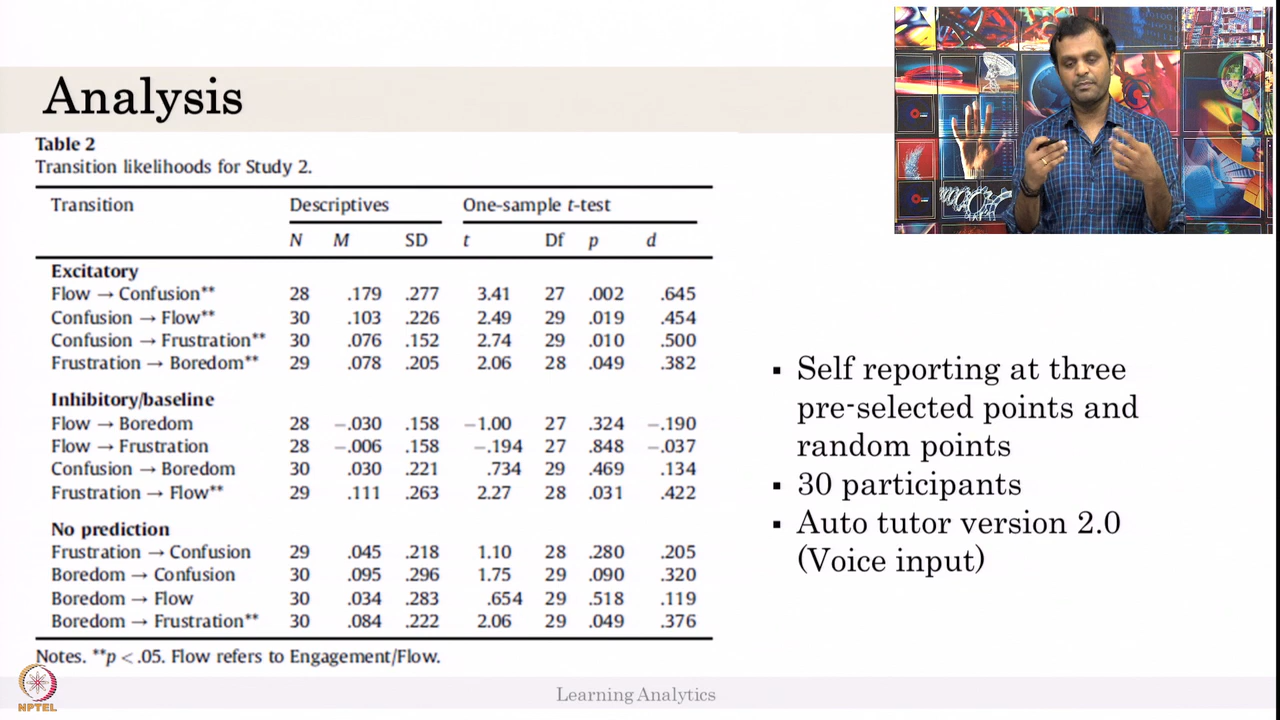 Analysis
Table 2
Transition likelihoods for Study 2.
Transition Descriptives One-sample t-test
N M SD t Df p d
Excitatory
Flow → Confusion** 28 .179 .277 3.41 27 .002 .645
Confusion → Flow** 30 .103 .226 2.49 29 .019 .454
Confusion → Frustration** 30 .076 .152 2.74 29 .010 .500
Frustration → Boredom** 29 .078 .205 2.06 28 .049 .382
Inhibitory/baseline
Flow → Boredom 28 −.030 .158 −1.00 27 .324 −.190
Flow → Frustration 28 −.006 .158 −.194 27 .848 −.037
Confusion → Boredom 30 .030 .221 .734 29 .469 .134
Frustration → Flow** 29 .111 .263 2.27 28 .031 .422
No prediction
Frustration → Confusion 29 .045 .218 1.10 28 .280 .205
Boredom → Confusion 30 .095 .296 1.75 29 .090 .320
Boredom → Flow 30 .034 .283 .654 29 .518 .119
Boredom → Frustration** 30 .084 .222 2.06 29 .049 .376
Notes. **p < .05. Flow refers to Engagement/Flow.
▪ Self reporting at three
pre-selected points and
random points
▪ 30 participants
▪ Auto tutor version 2.0
(Voice input)
NPTEL
Learning Analytics